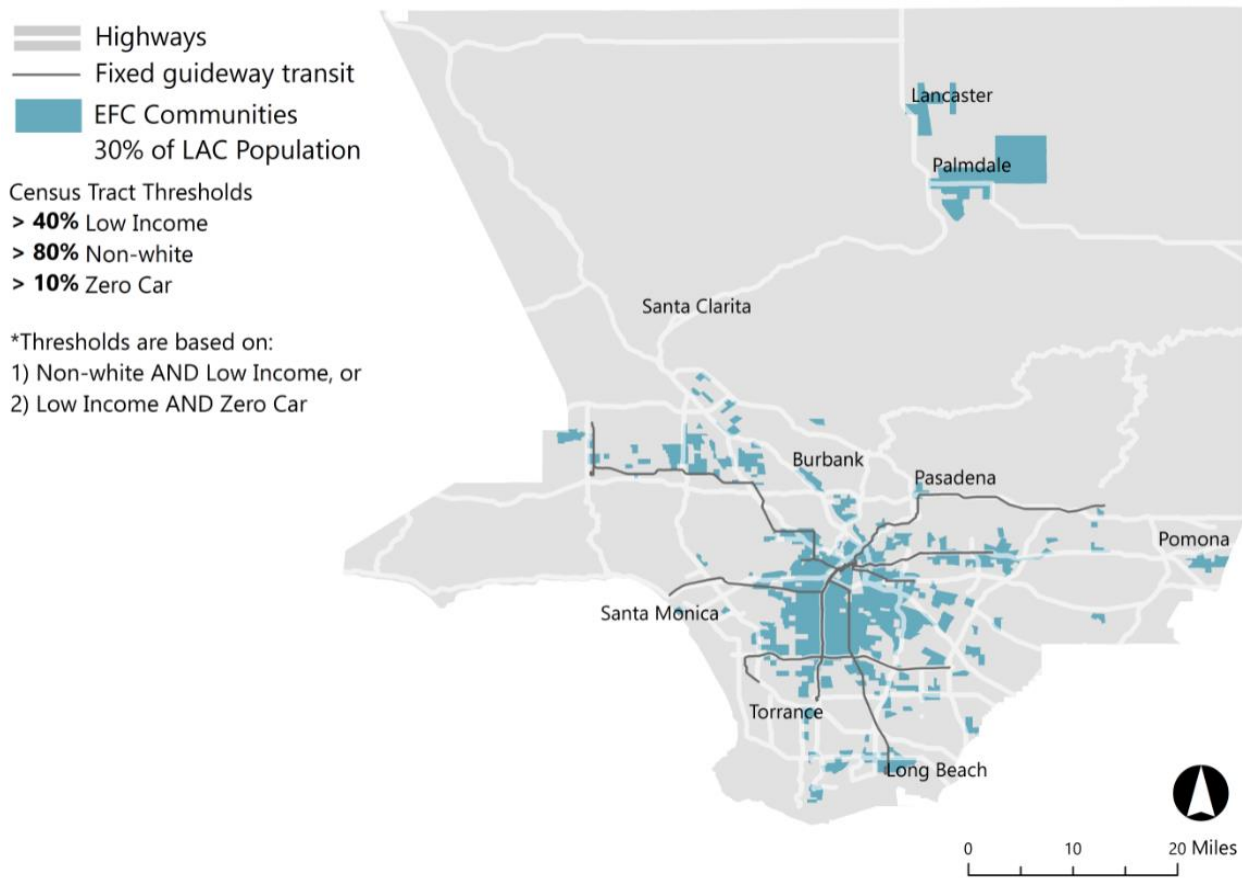 Highways
Fixed guideway transit
EFC Communities
30% of LAC Population
Census Tract Thresholds
> 40% Low Income
> 80% Non-white
> 10% Zero Car
*Thresholds are based on:
1) Non-white AND Low Income, or
2) Low Income AND Zero Car
Lancaster
Palmdale
Santa Clarita
Burbank
Pasadena
Pomona
Santa Monica
Torrance
Long Beach
0 10 20 Miles